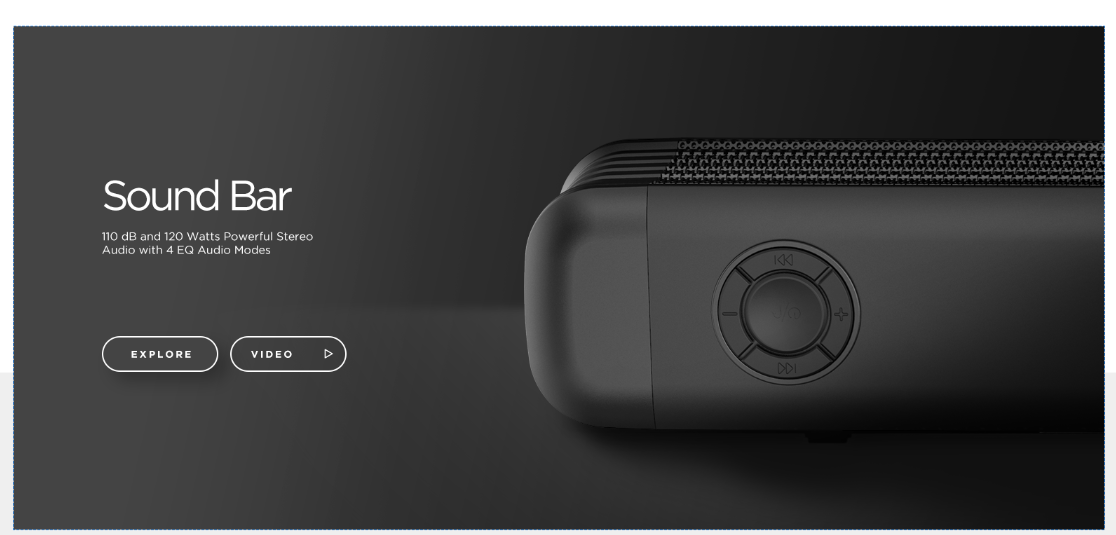 Sound Bar
110 dB and 120 Watts Powerful Stereo
Audio with 4 EQ Audio Modes
EXPLORE
VIDEO